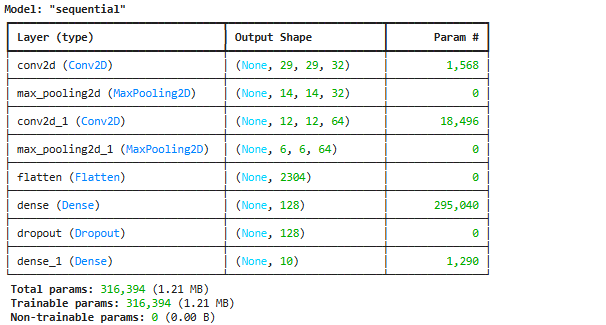 Model: "sequential"
Layer (type) Output Shape Param #
conv2d (Conv2D) (None, 29, 29, 32) 1,568
max_pooling2d (MaxPooling2D) (None, 14, 14, 32) 0
conv2d_1 (Conv2D) (None, 12, 12, 64) 18,496
max_pooling2d_1 (MaxPooling2D) (None, 6, 6, 64) 0
flatten (Flatten) (None, 2304) 0
dense (Dense) (None, 128) 295,040
dropout (Dropout) (None, 128) 0
dense_1 (Dense) (None, 10) 1,290
Total params: 316,394 (1.21 MB)
Trainable params: 316,394 (1.21 MB)
Non-trainable params: 0 (0.00 B)